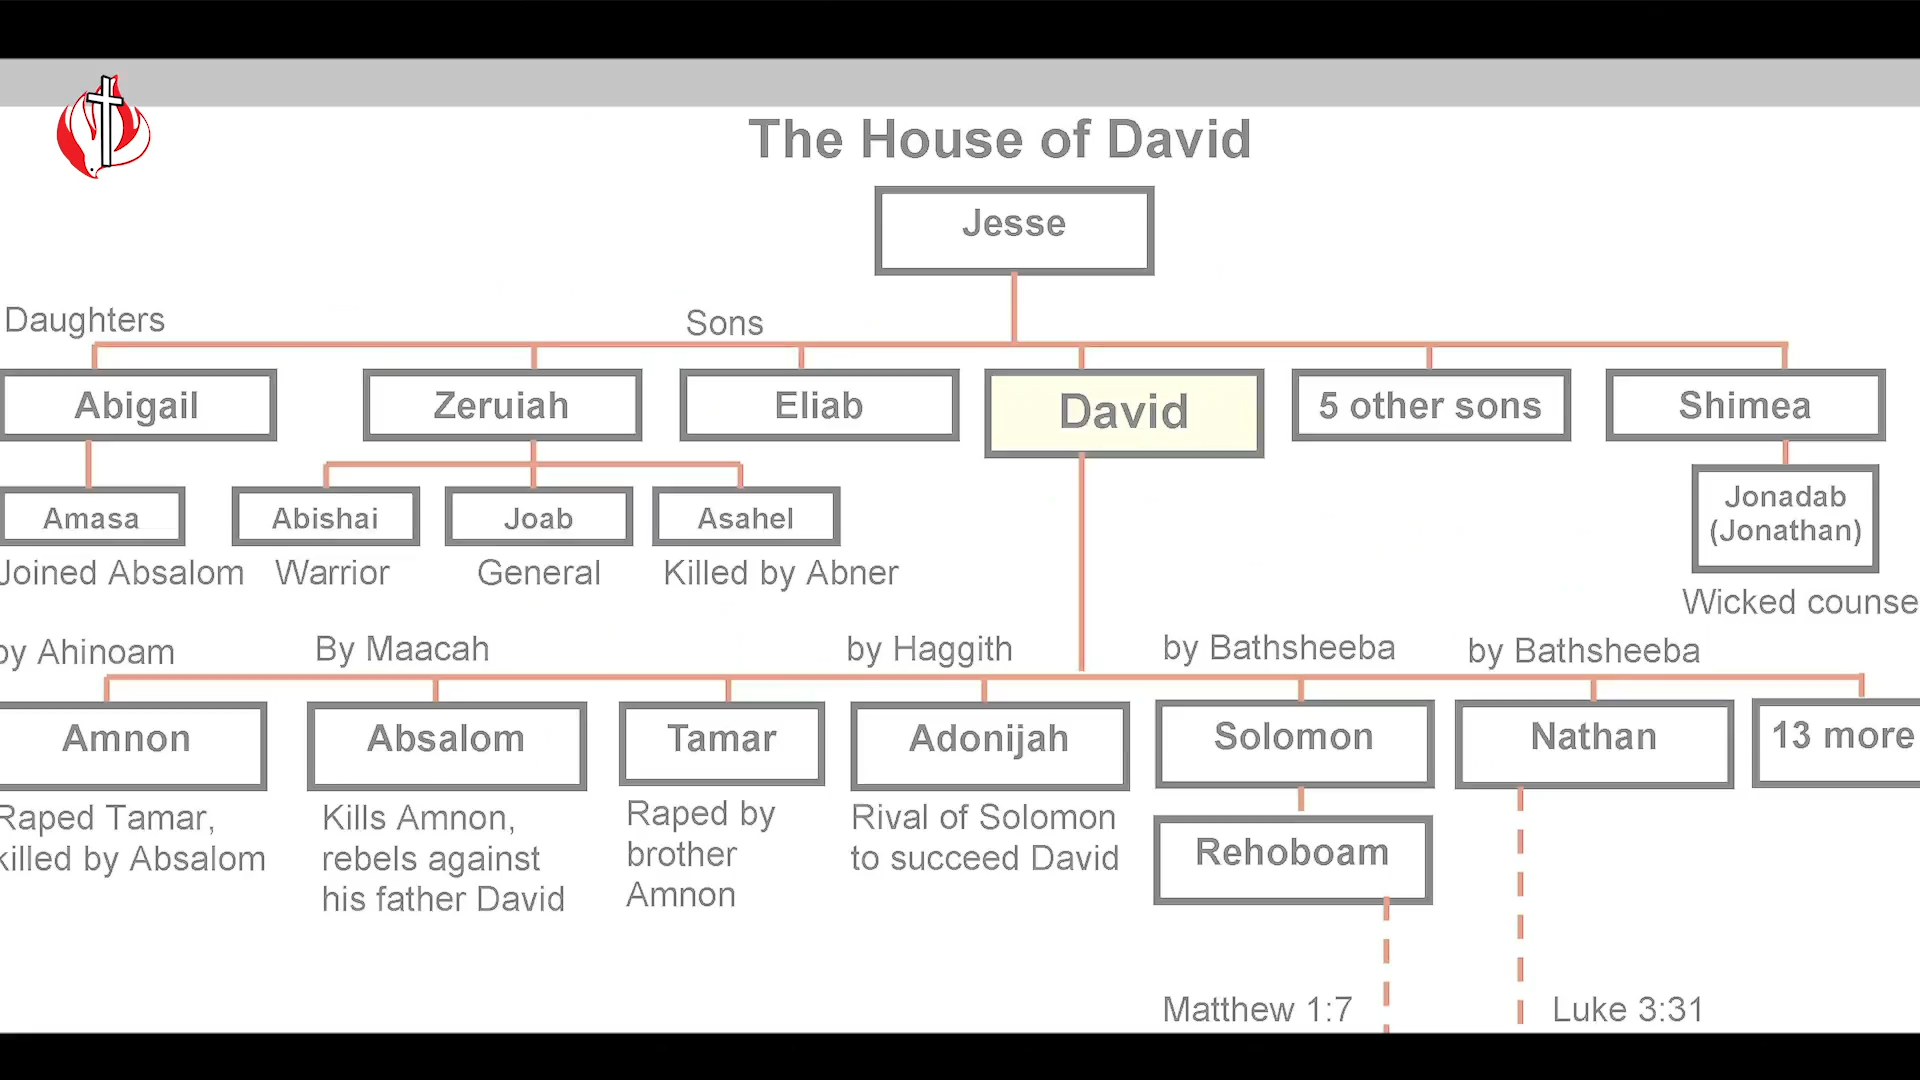 The House of David
Jesse
Daughters
Sons
Abigail
Zeruiah
Eliab
David
5 other sons
Shimea
Amasa
Abishai
Joab
Asahel
Jonadab
(Jonathan)
Joined Absalom
Warrior
General
Killed by Abner
Wicked counse
by Ahinoam
By Maacah
by Haggith
by Bathsheeba
by Bathsheeba
Amnon
Absalom
Tamar
Adonijah
Solomon
Nathan
13 more
Raped Tamar,
killed by Absalom
Kills Amnon,
rebels against
his father David
Raped by
brother
Amnon
Rival of Solomon
to succeed David
Rehoboam
Matthew 1:7
Luke 3:31